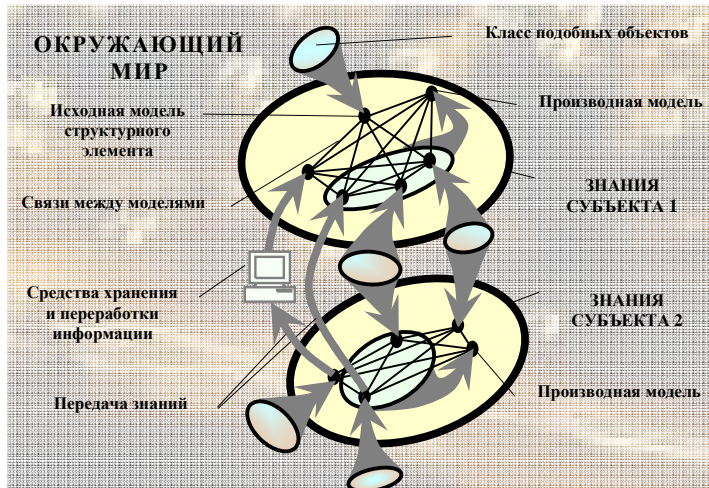 ОКРУЖАЮЩИЙ
МИР
Класс подобных объектов
Исходная модель
структурного
элемента
Производная модель
Связи между моделями
ЗНАНИЯ
СУБЪЕКТА 1
Средства хранения
и переработки
информации
ЗНАНИЯ
СУБЪЕКТА 2
Передача знаний
Производная модель